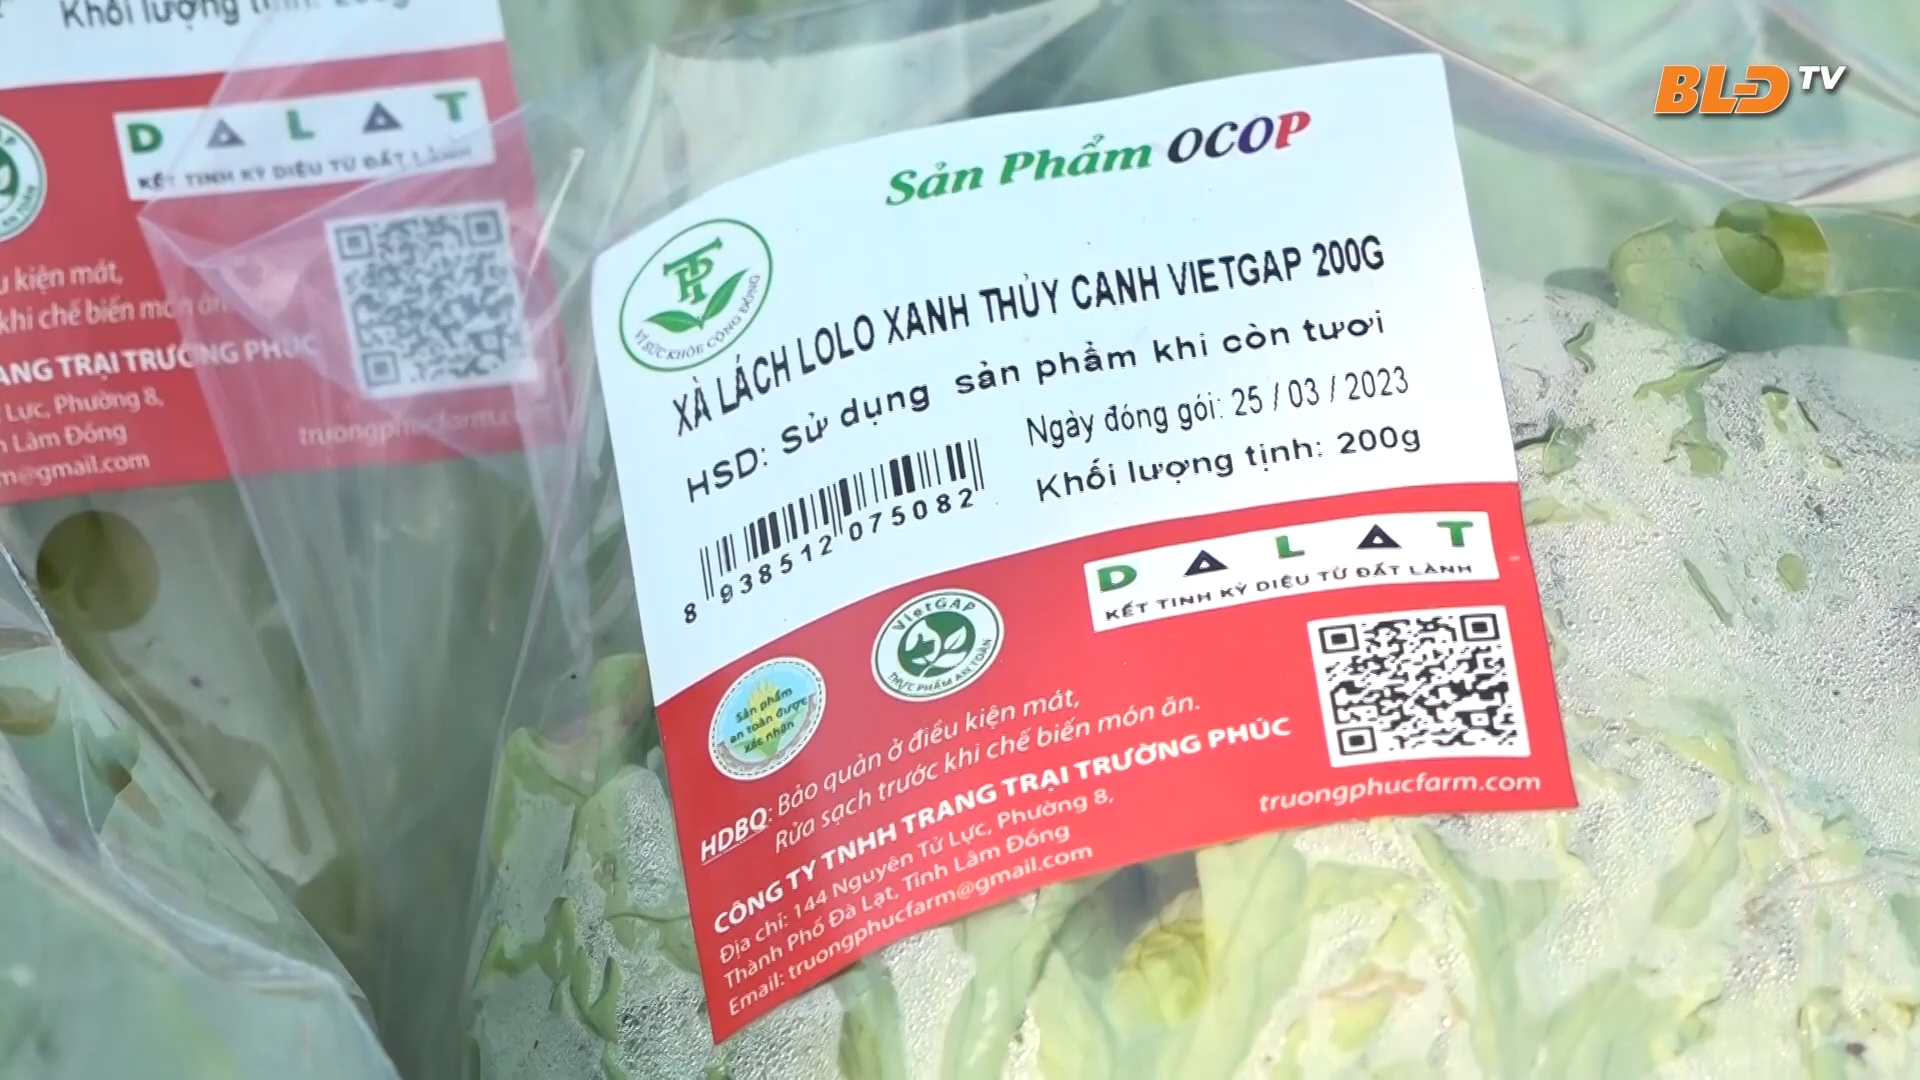 BLD TV
Khối lượng
DALAT
KẾT TINH KỲ DIỆU TỪ ĐẤT LÀNH
kiện mát,
khi chế biến món ăn.
ANG TRẠI TRƯỜNG PHÚC
Lực, Phường 8,
Lâm Đồng
m@gmail.com
truongphucfarm.c
Sản Phẩm OCOP
TP
VÌ SỨC KHỎE CỘNG ĐỒNG
XÀ LÁCH LOLO XANH THỦY CANH VIETGAP 200G
HSD: Sử dụng sản phẩm khi còn tươi
Ngày đóng gói: 25 / 03 / 2023
Khối lượng tịnh: 200g
8 938512 075082
DALAT
KẾT TINH KỲ DIỆU TỪ ĐẤT LÀNH
VietGAP
THỰC PHẨM AN TOÀN
Sản phẩm
an toàn được
xác nhận
HDBQ: Bảo quản ở điều kiện mát,
Rửa sạch trước khi chế biến món ăn.
CÔNG TY TNHH TRANG TRẠI TRƯỜNG PHÚC
Địa chỉ: 144 Nguyên Tử Lực, Phường 8,
Thành Phố Đà Lạt, Tỉnh Lâm Đồng
Email: truongphucfarm@gmail.com
truongphucfarm.com